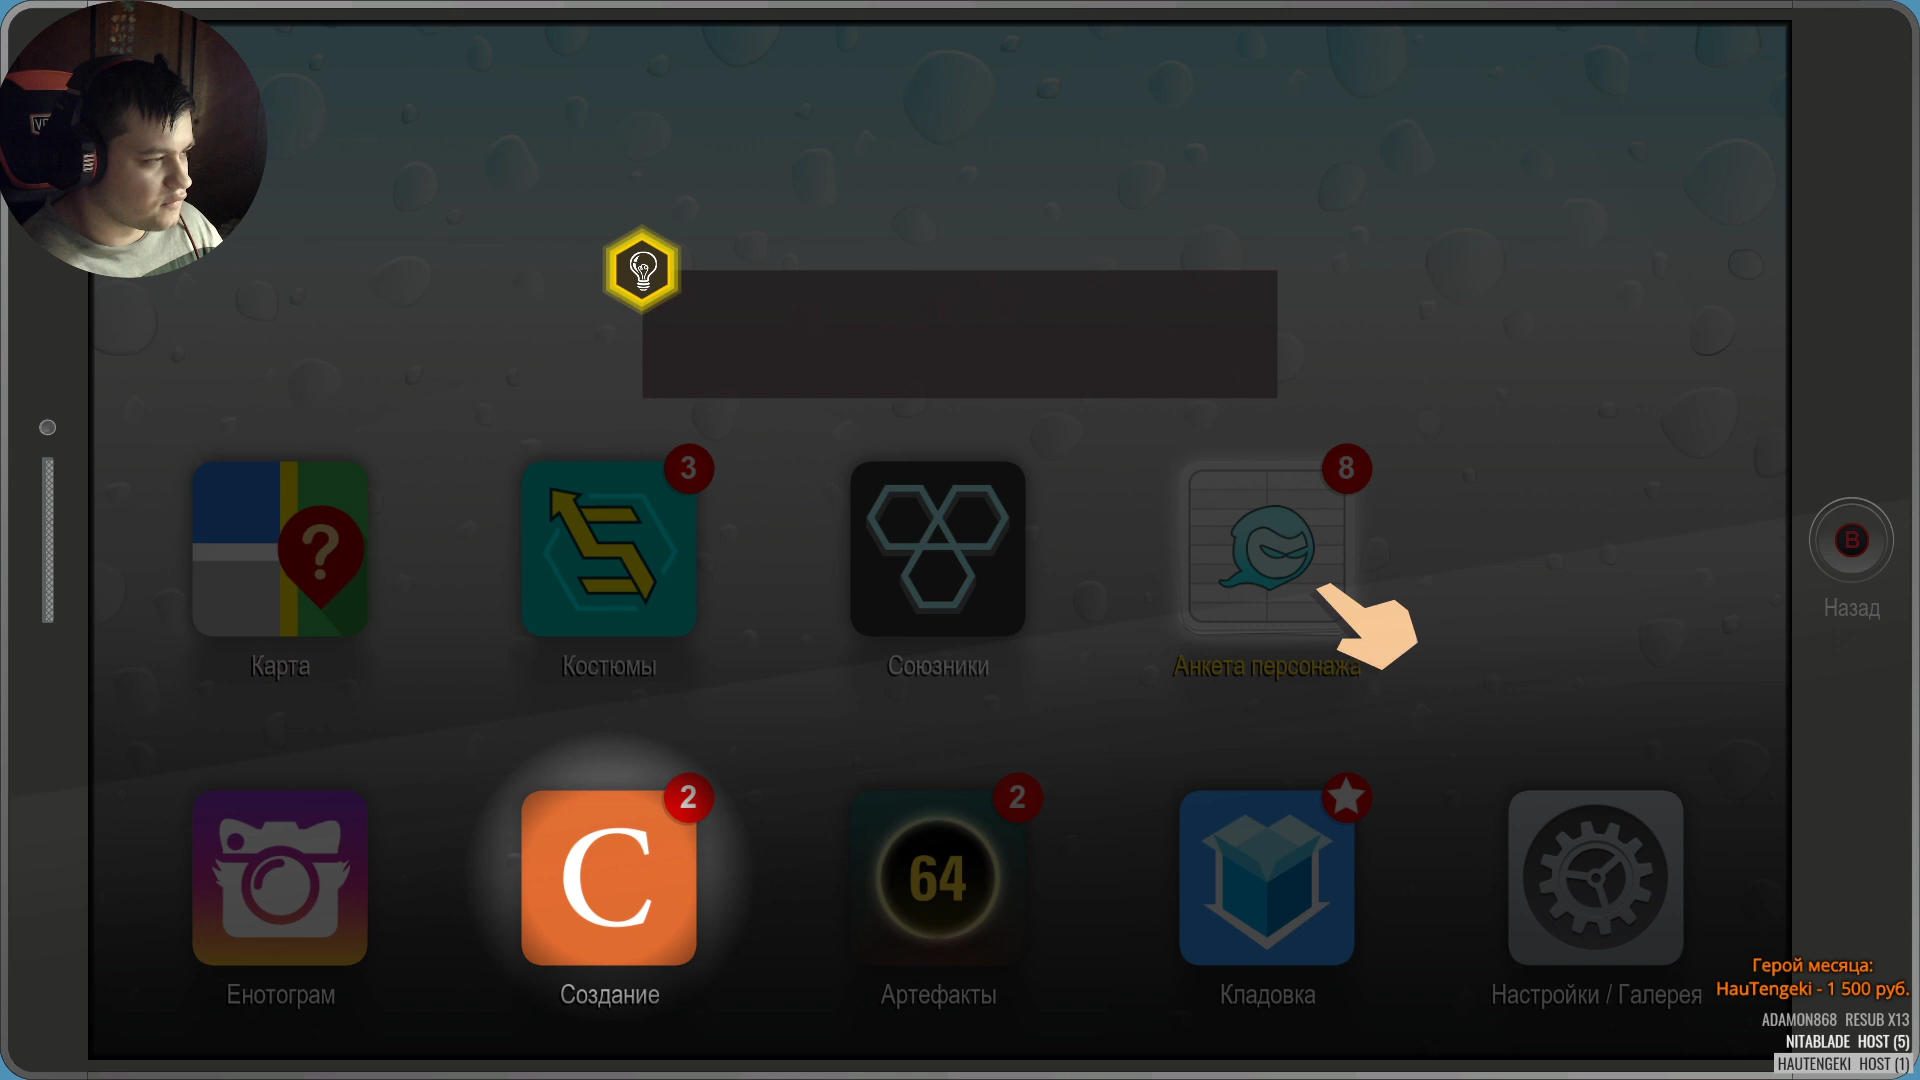 3
8
?
B
Назад
Карта
Костюмы
Союзники
Анкета персонажа
2
2
C
64
Енотограм
Создание
Артефакты
Кладовка
Настройки / Галерея
Герой месяца:
HauTengeki - 1 500 руб.
ADAMON868 RESUB X13
NITABLADE HOST (5)
HAUTENGEKI HOST (1)